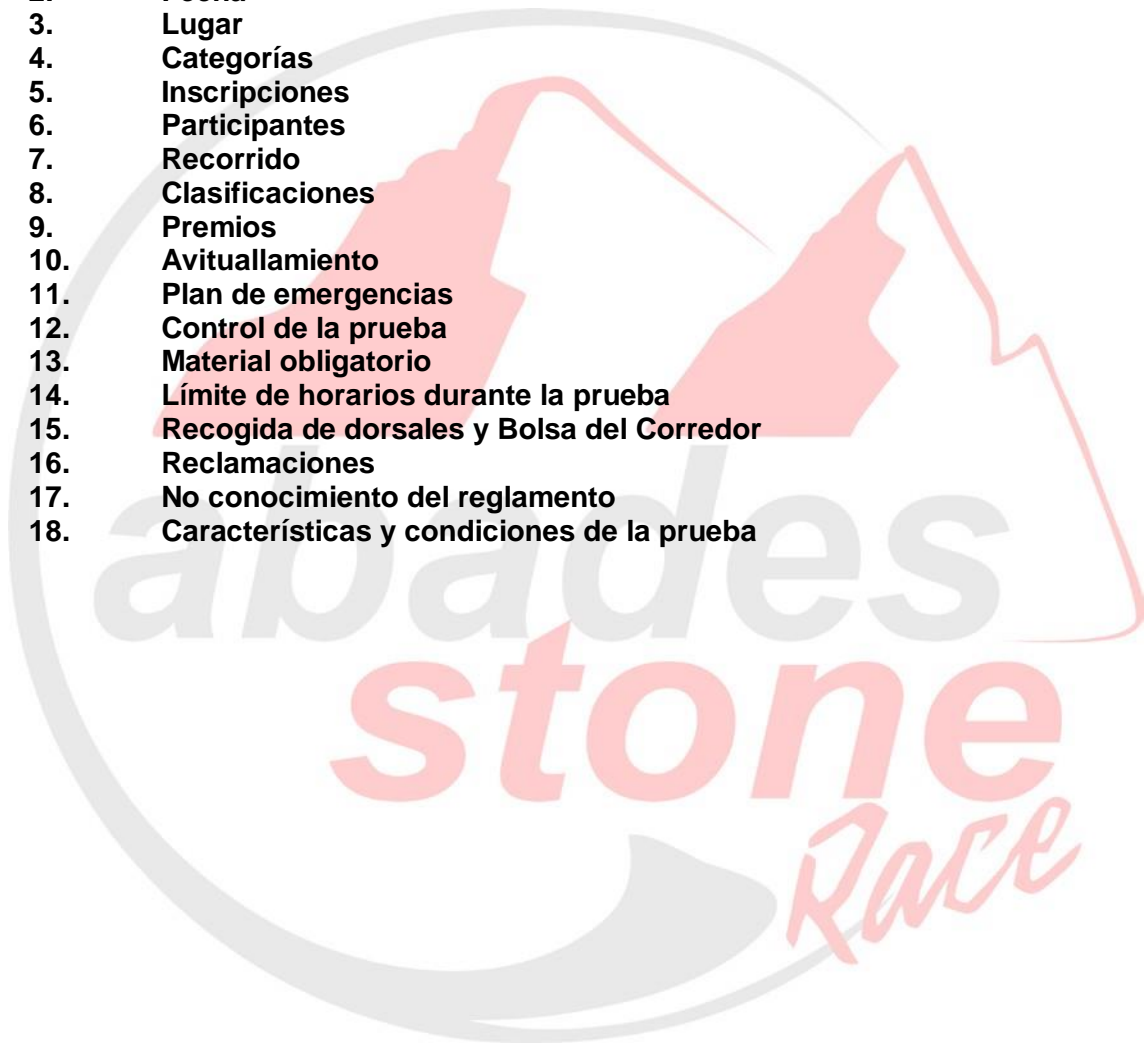 3. Lugar
4. Categorías
5. Inscripciones
6. Participantes
7. Recorrido
8. Clasificaciones
9. Premios
10. Avituallamiento
11. Plan de emergencias
12. Control de la prueba
13. Material obligatorio
14. Límite de horarios durante la prueba
15. Recogida de dorsales y Bolsa del Corredor
16. Reclamaciones
17. No conocimiento del reglamento
18. Características y condiciones de la prueba
abades
stone
Race